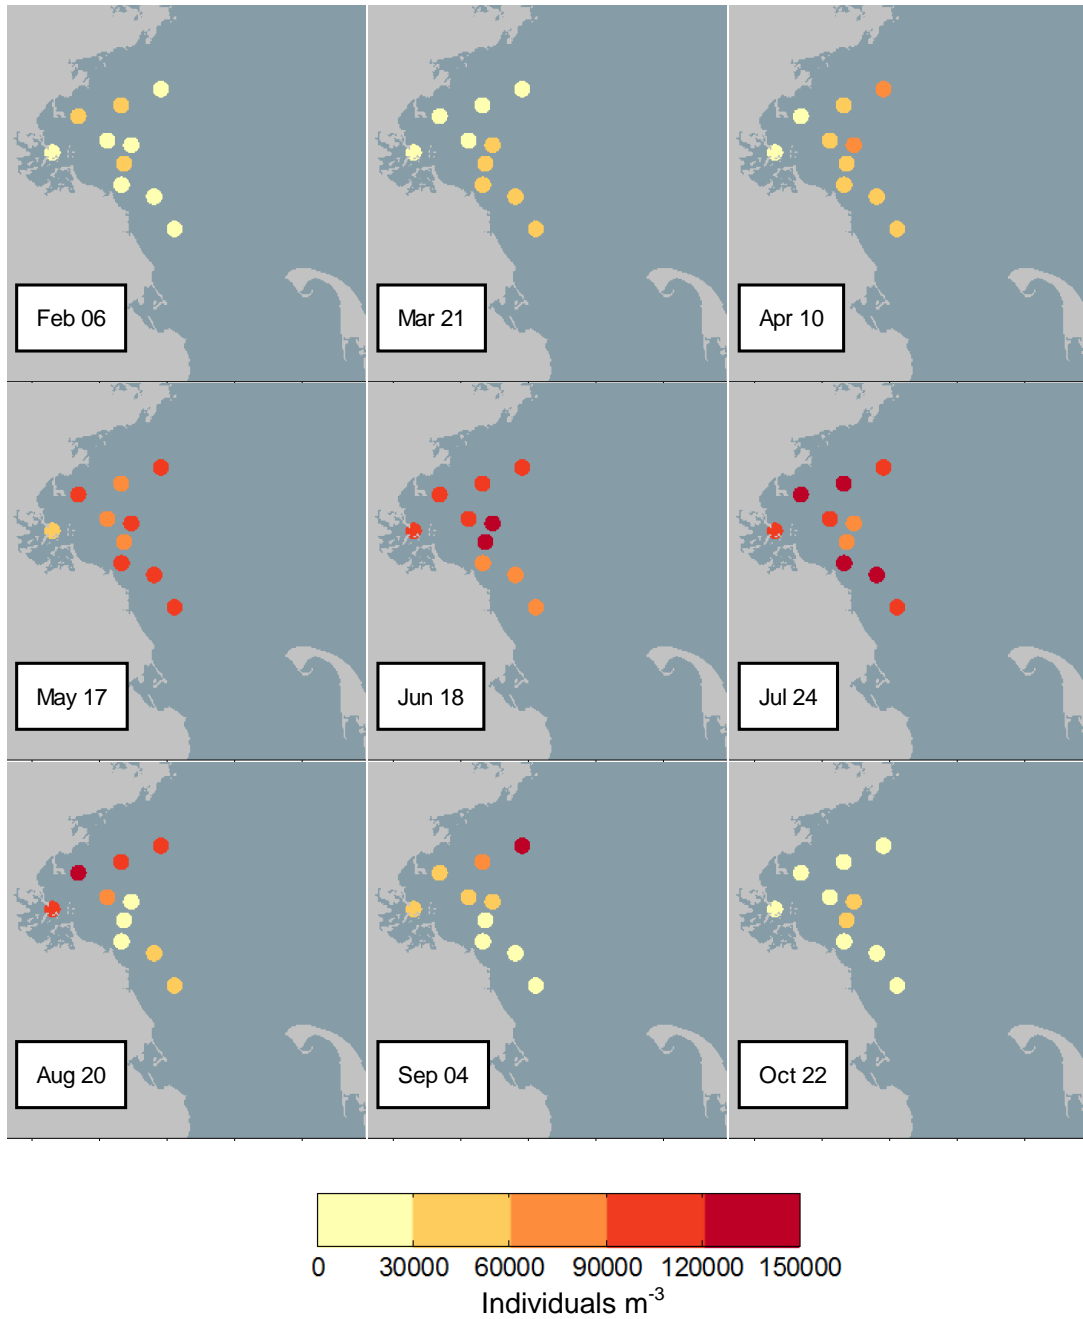 Feb 06
Mar 21
Apr 10
May 17
Jun 18
Jul 24
Aug 20
Sep 04
Oct 22
0 30000 60000 90000 120000 150000
Individuals m⁻³